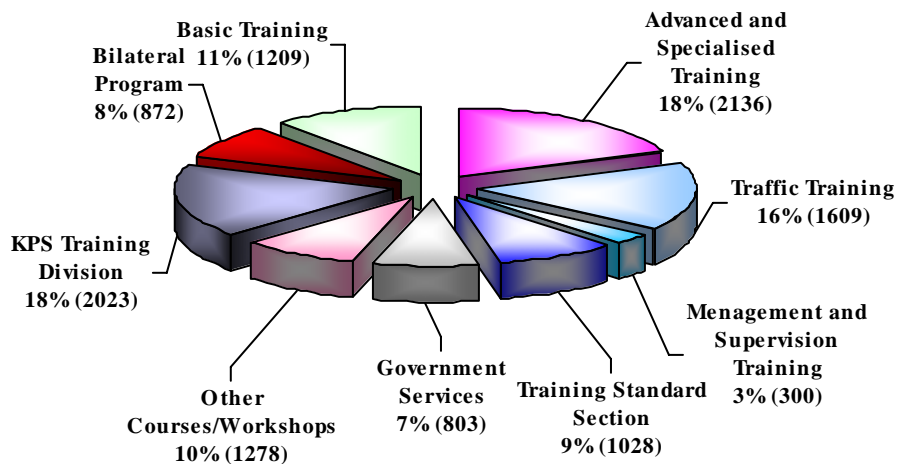 Advanced and
Specialised
Training
18% (2136)
Traffic Training
16% (1609)
Menagement and
Supervision
Training
3% (300)
Training Standard
Section
9% (1028)
Government
Services
7% (803)
Other
Courses/Workshops
10% (1278)
KPS Training
Division
18% (2023)
Bilateral
Program
8% (872)
Basic Training
11% (1209)